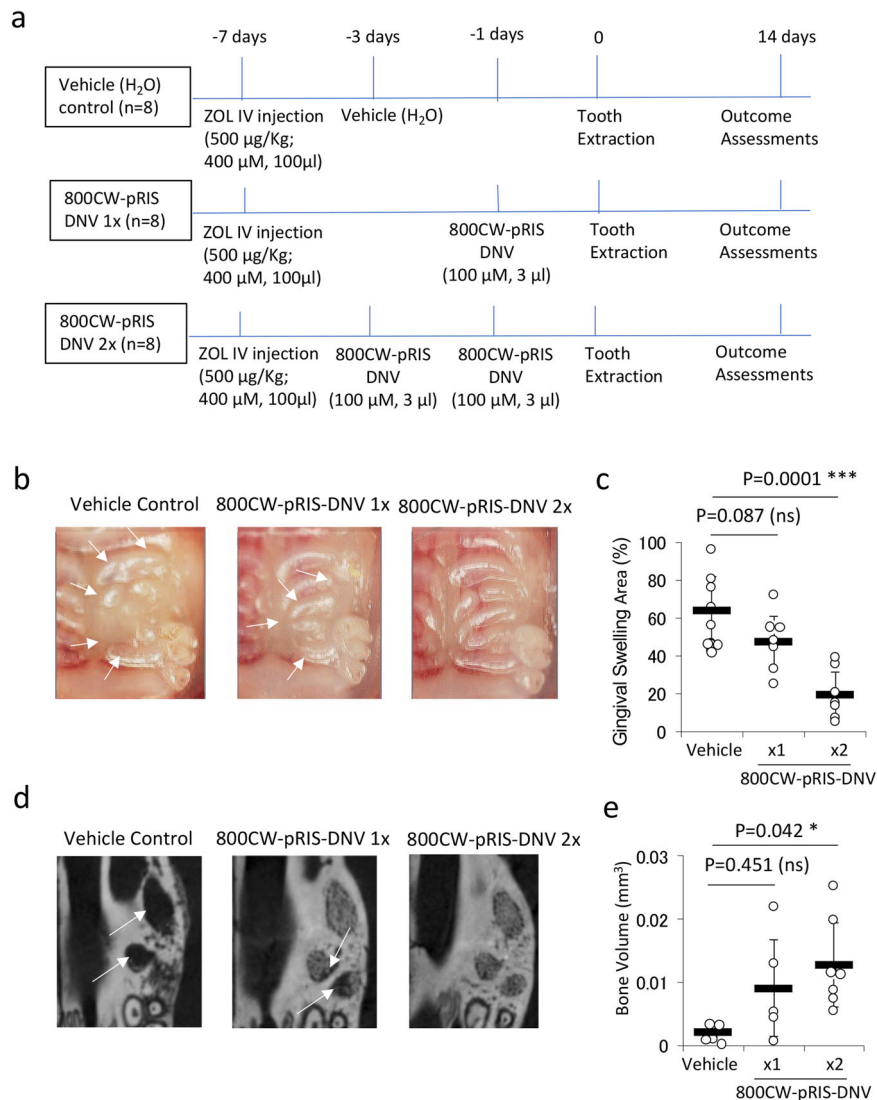 a
-7 days
-3 days
-1 days
0
14 days
Vehicle (H₂O)
control (n=8)
ZOL IV injection
(500 µg/Kg;
400 µM, 100µl)
Vehicle (H₂O)
Tooth
Extraction
Outcome
Assessments
800CW-pRIS
DNV 1x (n=8)
ZOL IV injection
(500 µg/Kg;
400 µM, 100µl)
800CW-pRIS
DNV
(100 µM, 3 µl)
Tooth
Extraction
Outcome
Assessments
800CW-pRIS
DNV 2x (n=8)
ZOL IV injection
(500 µg/Kg;
400 µM, 100µl)
800CW-pRIS
DNV
(100 µM, 3 µl)
800CW-pRIS
DNV
(100 µM, 3 µl)
Tooth
Extraction
Outcome
Assessments
b
Vehicle Control
800CW-pRIS-DNV 1x
800CW-pRIS-DNV 2x
c
P=0.0001 ***
P=0.087 (ns)
Gingival Swelling Area (%)
100
80
60
40
20
0
Vehicle
x1
x2
800CW-pRIS-DNV
d
Vehicle Control
800CW-pRIS-DNV 1x
800CW-pRIS-DNV 2x
e
P=0.042 *
P=0.451 (ns)
Bone Volume (mm³)
0.03
0.02
0.01
0
Vehicle
x1
x2
800CW-pRIS-DNV